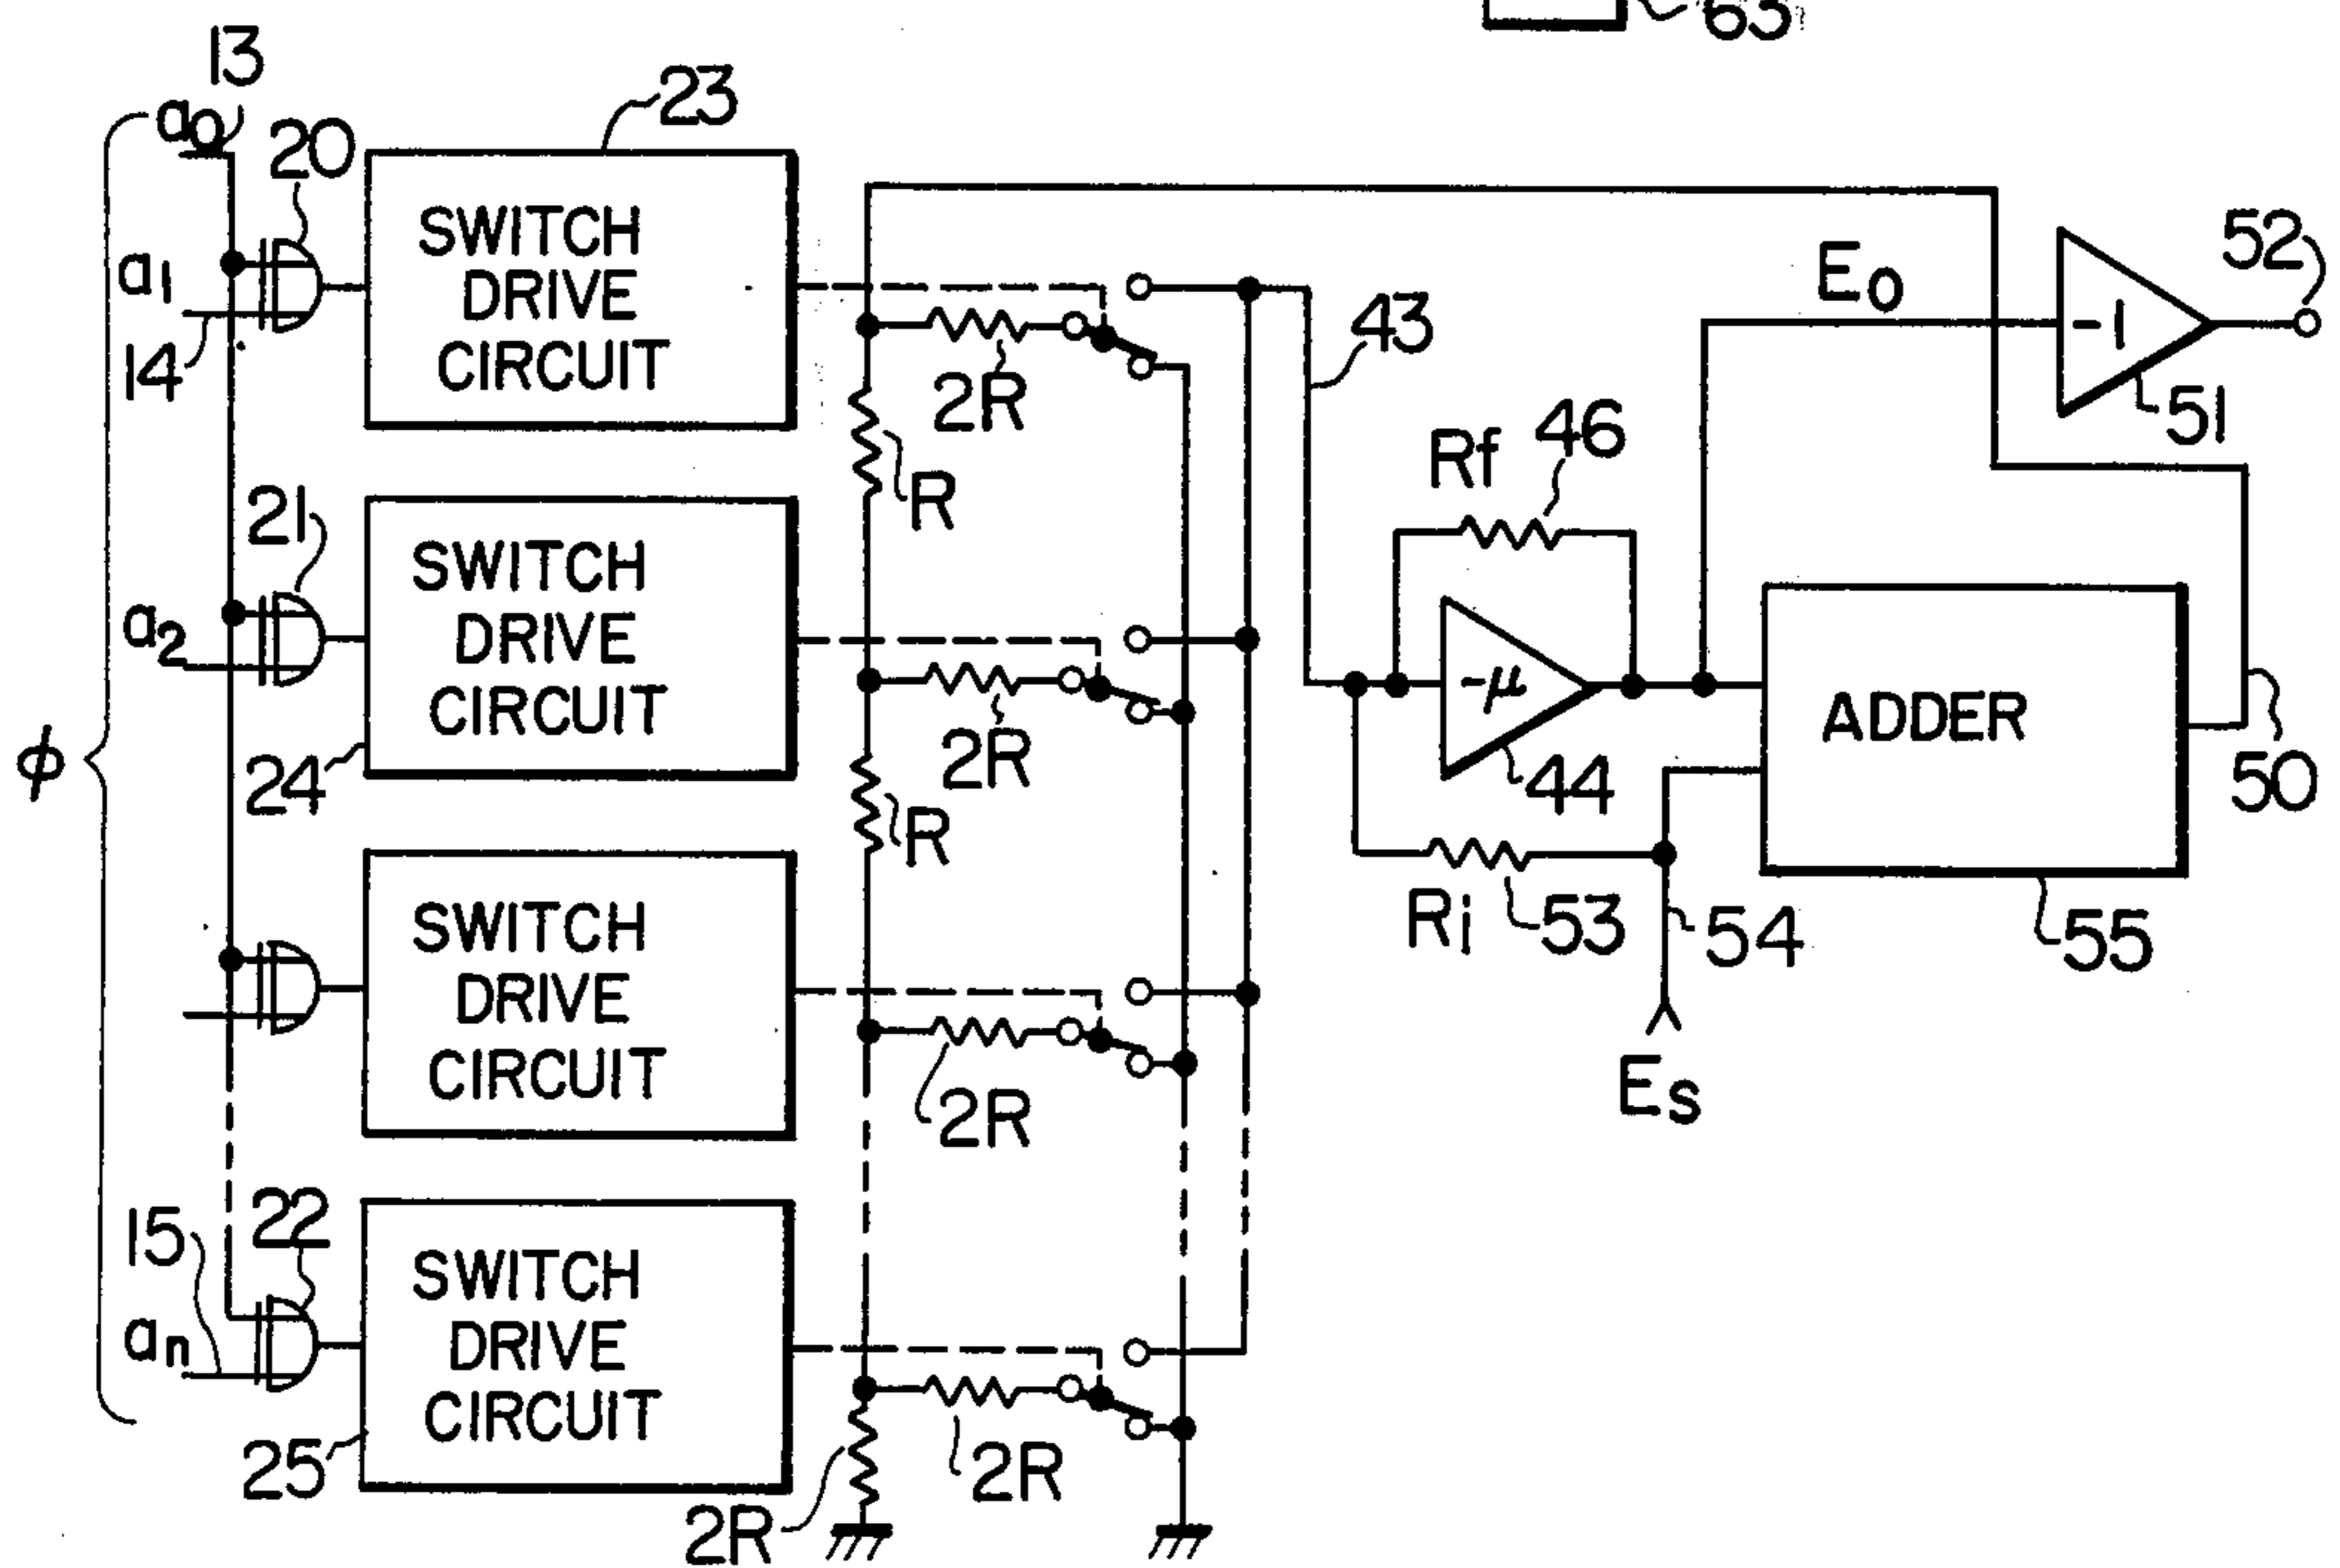 63
13
a0
20
23
a1
14
SWITCH
DRIVE
CIRCUIT
2R
R
43
Eo
-1
52
51
21
a2
24
SWITCH
DRIVE
CIRCUIT
2R
R
Rf
46
-μ
44
ADDER
50
φ
SWITCH
DRIVE
CIRCUIT
2R
Ri
53
54
55
Es
15
22
an
25
SWITCH
DRIVE
CIRCUIT
2R
2R